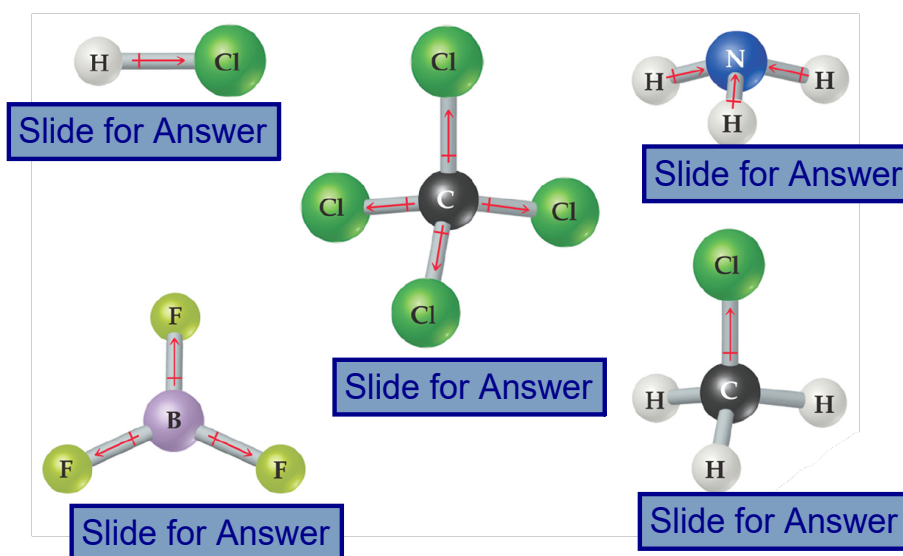 H Cl
Slide for Answer
Cl
Cl C Cl
Cl
Slide for Answer
N
H H
H
Slide for Answer
F
B
F F
Slide for Answer
Cl
H C H
H
Slide for Answer